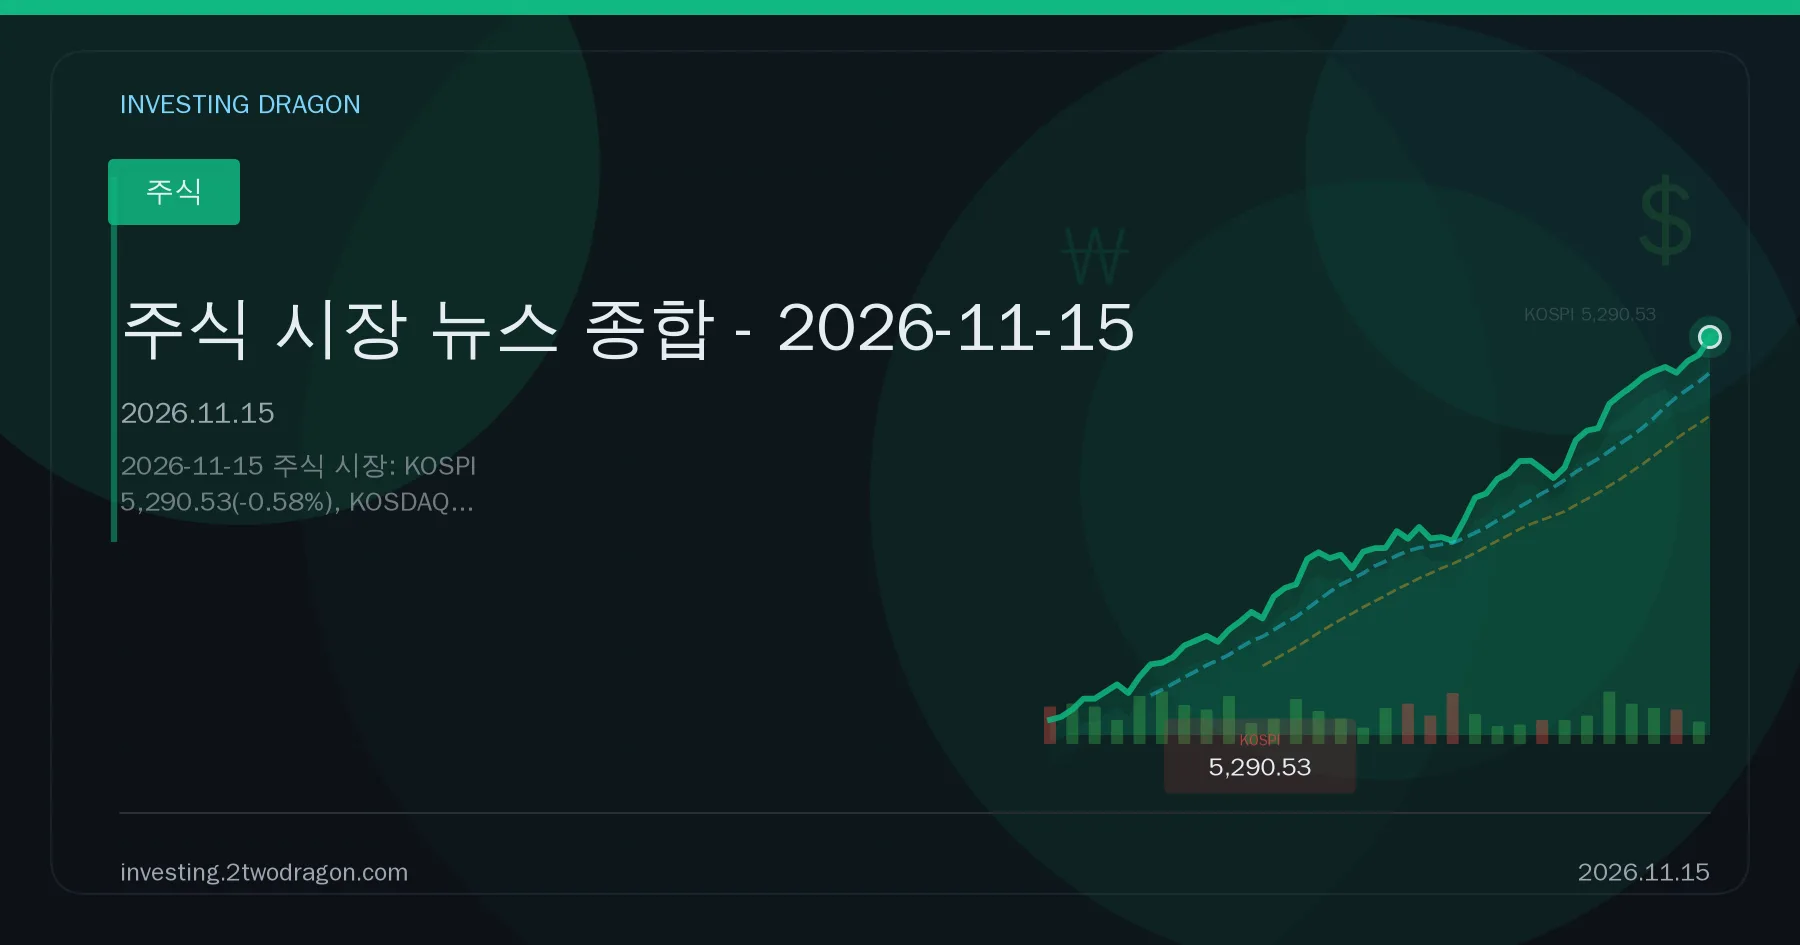 INVESTING DRAGON
주식
₩
$
주식 시장 뉴스 종합 - 2026-11-15
KOSPI 5,290.53
2026.11.15
2026-11-15 주식 시장: KOSPI
5,290.53(-0.58%), KOSDAQ...
KOSPI
5,290.53
investing.2twodragon.com
2026.11.15